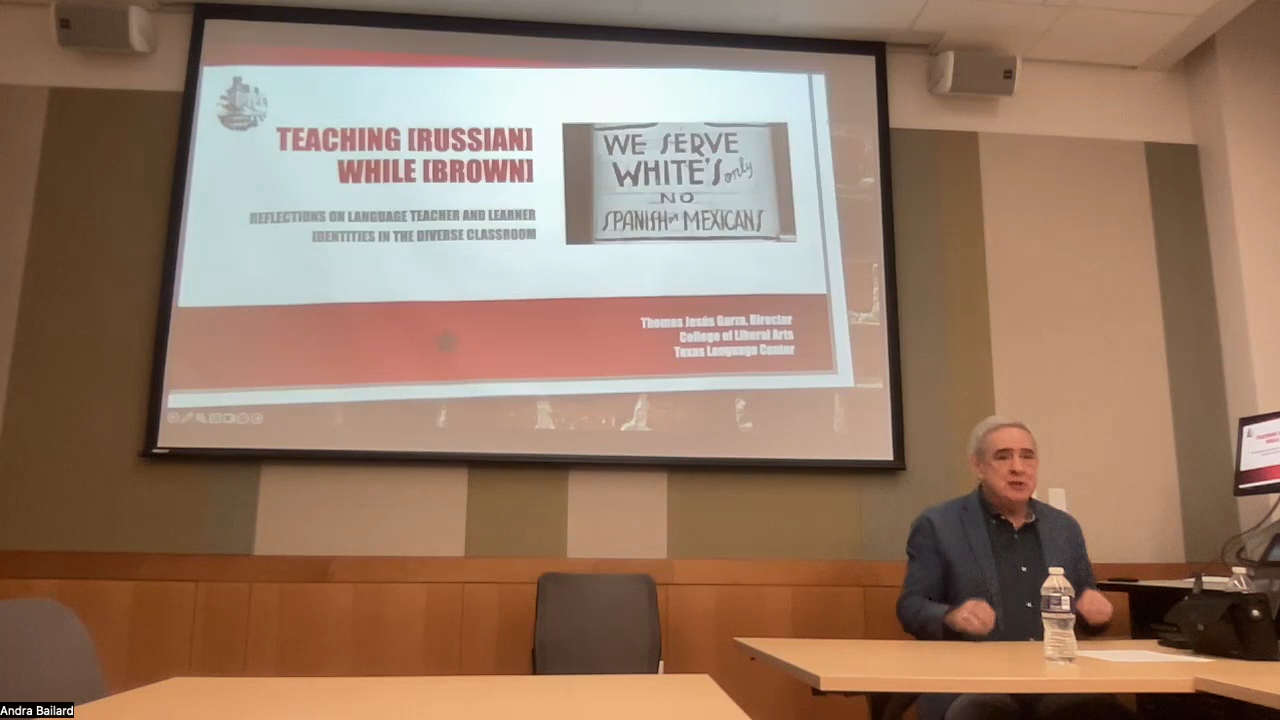 TEACHING [RUSSIAN]
WHILE [BROWN]
REFLECTIONS ON LANGUAGE TEACHER AND LEARNER
IDENTITIES IN THE DIVERSE CLASSROOM
WE SERVE
WHITE'S only
NO
SPANISH or MEXICANS
Thomas Jesús Garza, Director
College of Liberal Arts
Texas Language Center
Andra Bailard